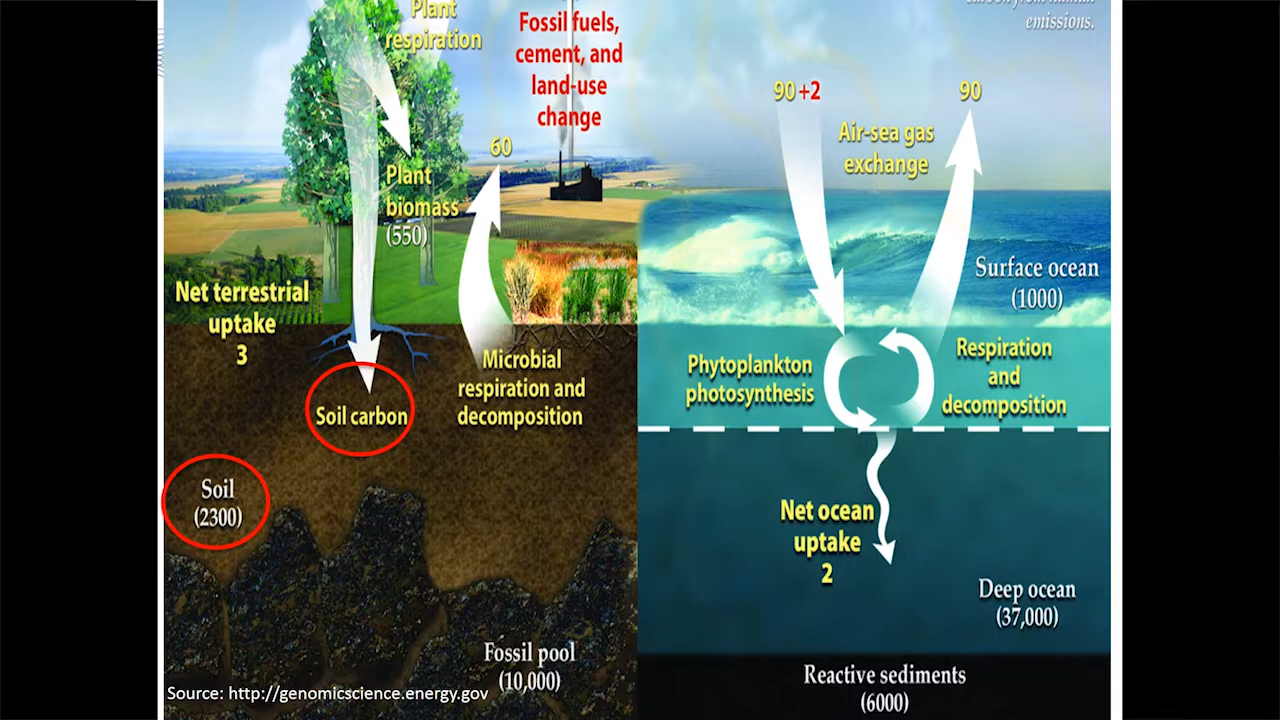 Plant
respiration
Fossil fuels,
cement, and
land-use
change
60
Plant
biomass
(550)
Net terrestrial
uptake
3
Soil carbon
Microbial
respiration and
decomposition
Soil
(2300)
Fossil pool
(10,000)
Source: http://genomicscience.energy.gov
carbon from human
emissions.
90 +2
90
Air-sea gas
exchange
Surface ocean
(1000)
Phytoplankton
photosynthesis
Respiration
and
decomposition
Net ocean
uptake
2
Deep ocean
(37,000)
Reactive sediments
(6000)